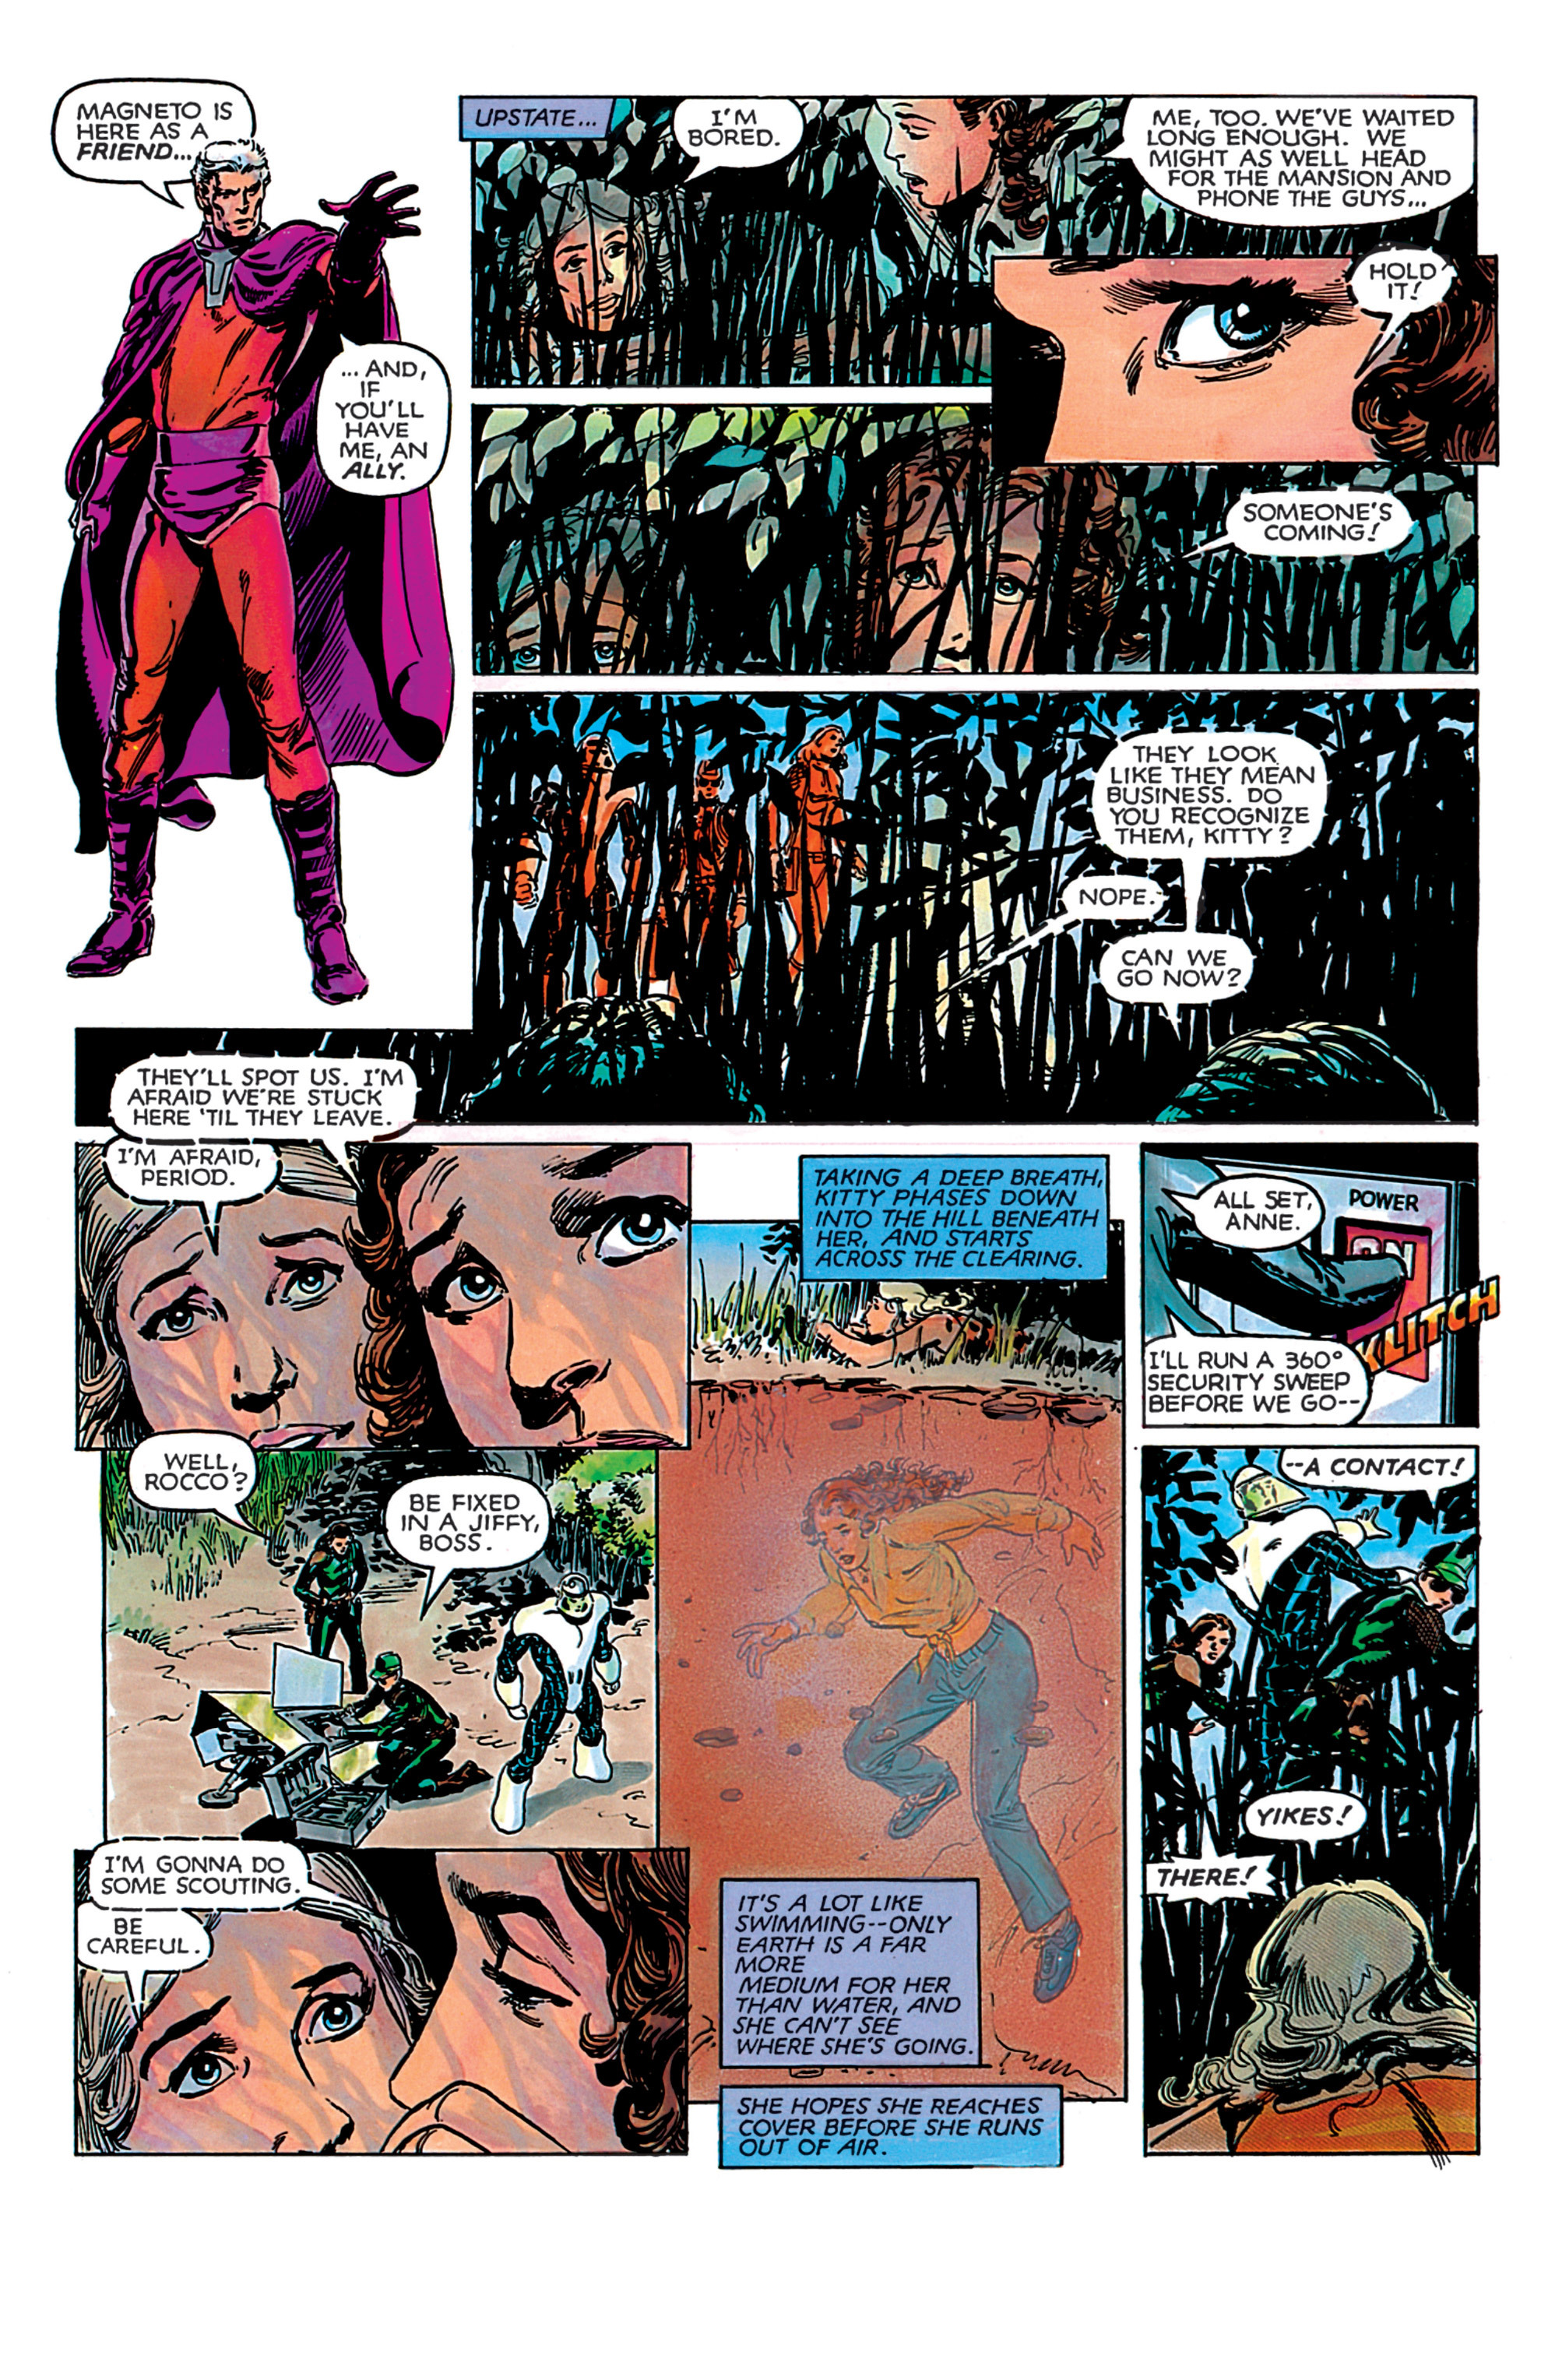 MAGNETO IS
HERE AS A
FRIEND...
...AND,
IF
YOU'LL
HAVE
ME, AN
ALLY.
UPSTATE...
I'M
BORED.
ME, TOO. WE'VE WAITED
LONG ENOUGH. WE
MIGHT AS WELL HEAD
FOR THE MANSION AND
PHONE THE GUYS...
HOLD
IT!
SOMEONE'S
COMING!
THEY LOOK
LIKE THEY MEAN
BUSINESS. DO
YOU RECOGNIZE
THEM, KITTY?
NOPE.
CAN WE
GO NOW?
THEY'LL SPOT US. I'M
AFRAID WE'RE STUCK
HERE 'TIL THEY LEAVE.
I'M AFRAID,
PERIOD.
WELL,
ROCCO?
BE FIXED
IN A JIFFY,
BOSS.
I'M GONNA DO
SOME SCOUTING.
BE
CAREFUL.
TAKING A DEEP BREATH,
KITTY PHASES DOWN
INTO THE HILL BENEATH
HER, AND STARTS
ACROSS THE CLEARING.
IT'S A LOT LIKE
SWIMMING--ONLY
EARTH IS A FAR
MORE
MEDIUM FOR HER
THAN WATER, AND
SHE CAN'T SEE
WHERE SHE'S GOING.
SHE HOPES SHE REACHES
COVER BEFORE SHE RUNS
OUT OF AIR.
ALL SET,
ANNE.
POWER
ON
KLITCH
I'LL RUN A 360°
SECURITY SWEEP
BEFORE WE GO--
--A CONTACT!
YIKES!
THERE!